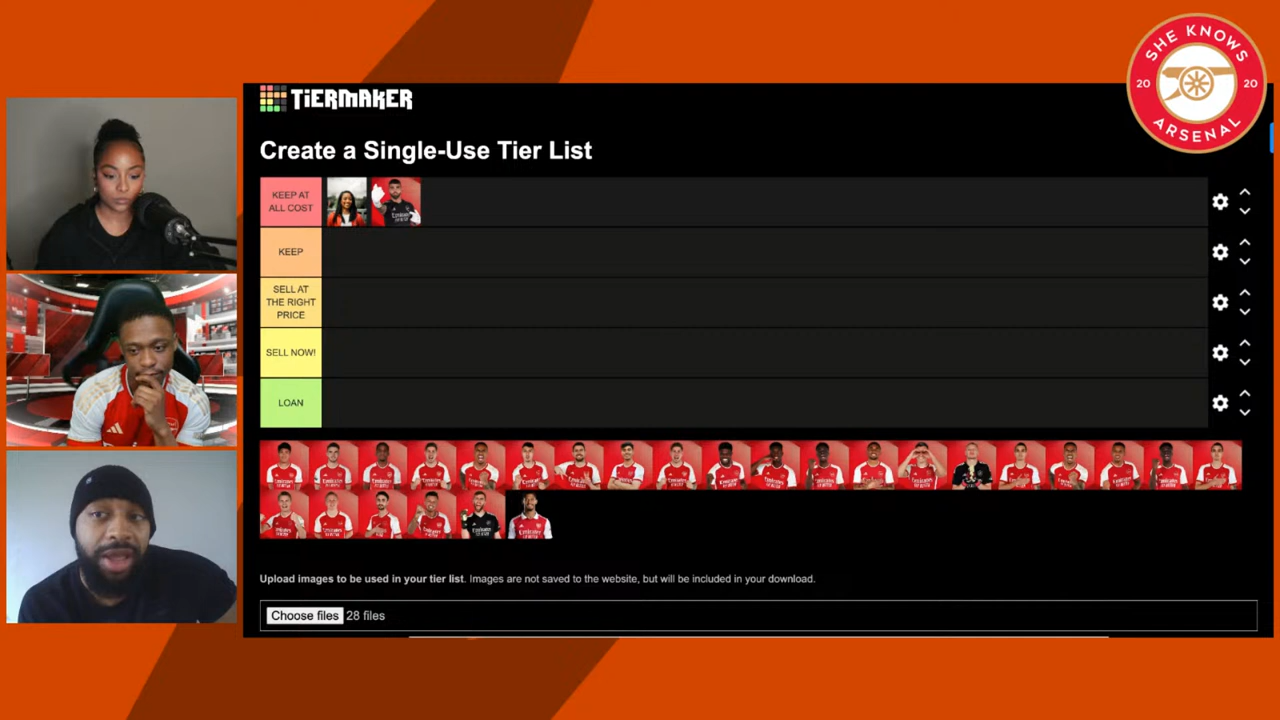 SHE KNOWS
20 20
ARSENAL
TiERMAKER
Create a Single-Use Tier List
KEEP AT
ALL COST
KEEP
SELL AT
THE RIGHT
PRICE
SELL NOW!
LOAN
Upload images to be used in your tier list. Images are not saved to the website, but will be included in your download.
Choose files 28 files